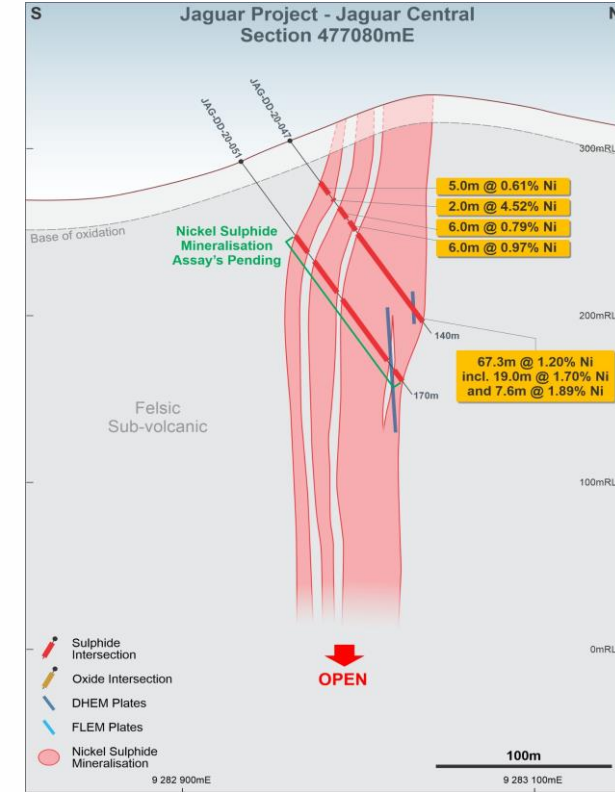 S
Jaguar Project - Jaguar Central
Section 477080mE
N
JAG-DD-20-051
JAG-DD-20-047
300mRL
Base of oxidation
Nickel Sulphide
Mineralisation
Assay's Pending
5.0m @ 0.61% Ni
2.0m @ 4.52% Ni
6.0m @ 0.79% Ni
6.0m @ 0.97% Ni
200mRL
140m
67.3m @ 1.20% Ni
incl. 19.0m @ 1.70% Ni
and 7.6m @ 1.89% Ni
170m
Felsic
Sub-volcanic
100mRL
0mRL
OPEN
Sulphide
Intersection
Oxide Intersection
DHEM Plates
FLEM Plates
Nickel Sulphide
Mineralisation
100m
9 282 900mE
9 283 100mE